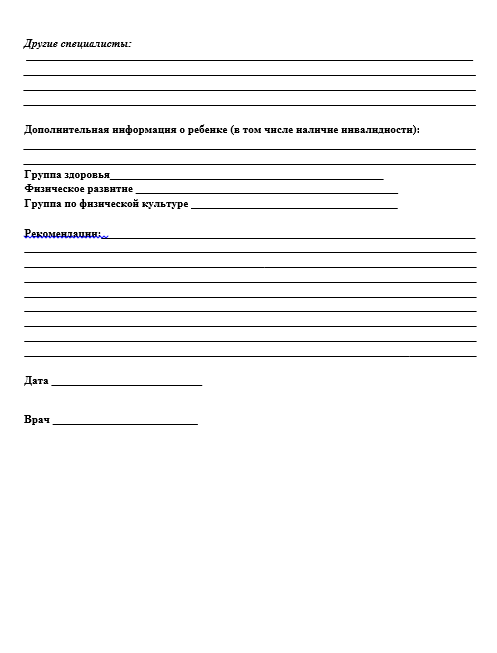 Другие специалисты:
Дополнительная информация о ребенке (в том числе наличие инвалидности):
Группа здоровья
Физическое развитие
Группа по физической культуре
Рекомендации:
Дата
Врач